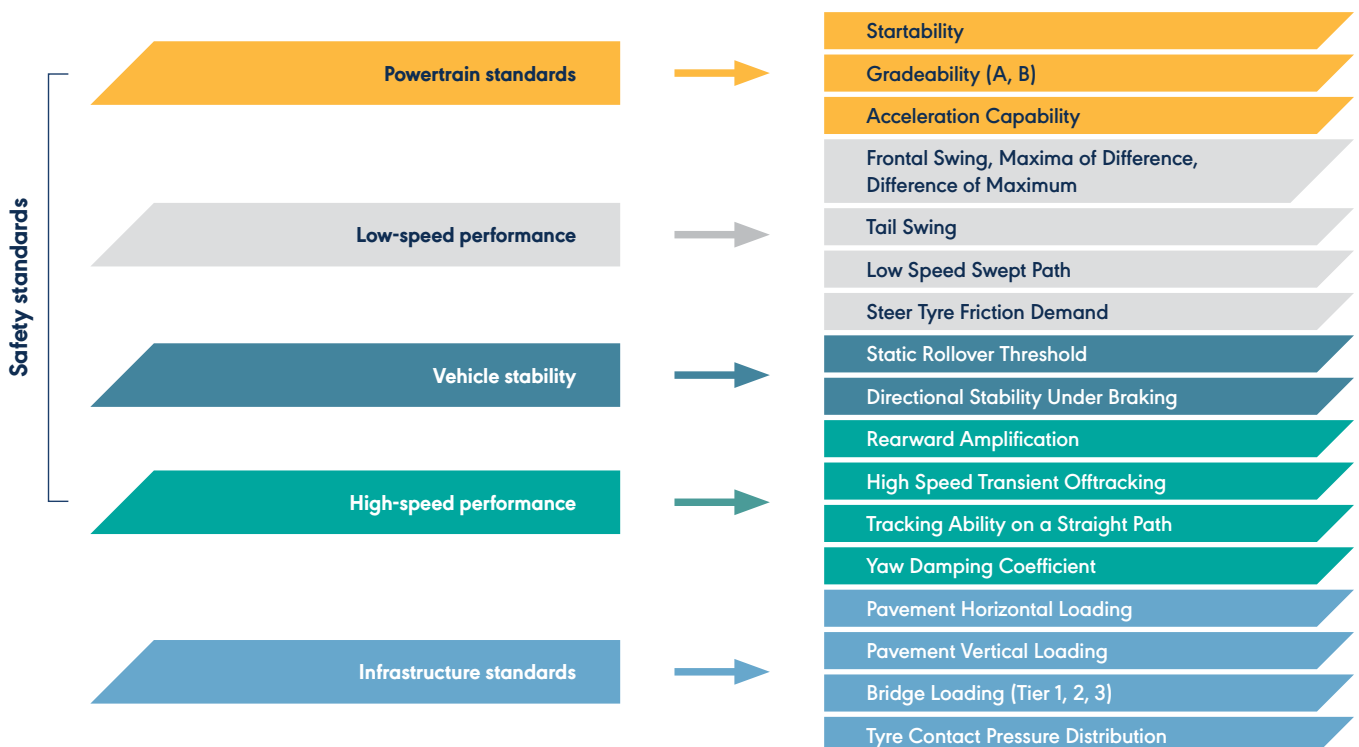 Safety standards
Powertrain standards
Startability
Gradeability (A, B)
Acceleration Capability
Low-speed performance
Frontal Swing, Maxima of Difference,
Difference of Maximum
Tail Swing
Low Speed Swept Path
Steer Tyre Friction Demand
Vehicle stability
Static Rollover Threshold
Directional Stability Under Braking
High-speed performance
Rearward Amplification
High Speed Transient Offtracking
Tracking Ability on a Straight Path
Yaw Damping Coefficient
Infrastructure standards
Pavement Horizontal Loading
Pavement Vertical Loading
Bridge Loading (Tier 1, 2, 3)
Tyre Contact Pressure Distribution